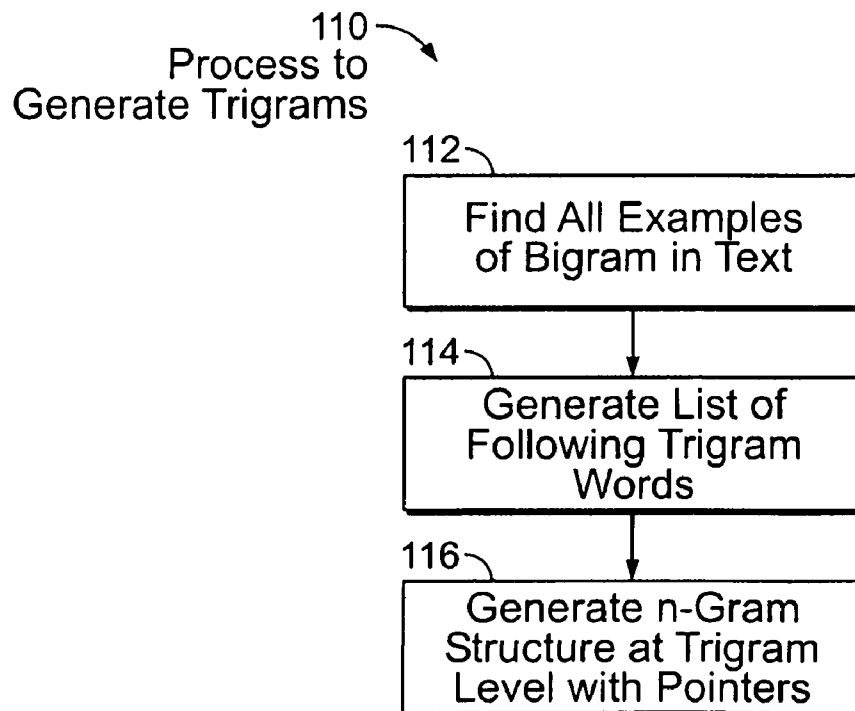 110
Process to
Generate Trigrams
112
Find All Examples
of Bigram in Text
114
Generate List of
Following Trigram
Words
116
Generate n-Gram
Structure at Trigram
Level with Pointers